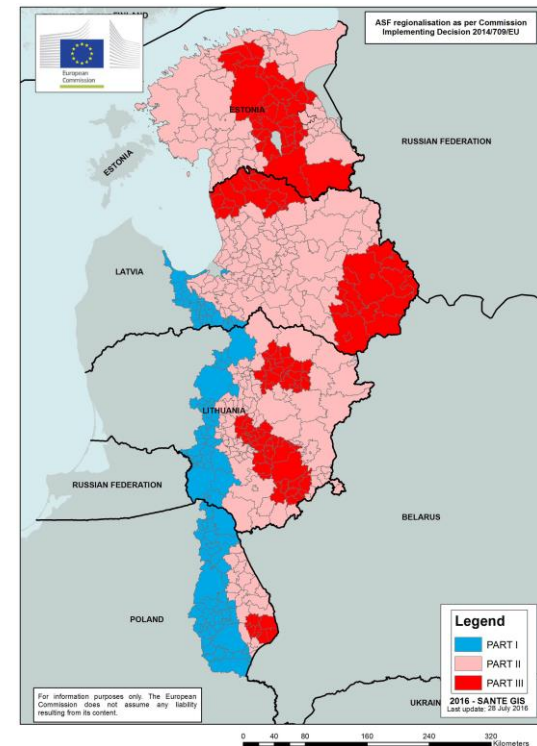 FINLAND
ASF regionalisation as per Commission
Implementing Decision 2014/709/EU
European
Commission
ESTONIA
RUSSIAN FEDERATION
ESTONIA
LATVIA
LITHUANIA
RUSSIAN FEDERATION
BELARUS
POLAND
Legend
PART I
PART II
PART III
2016 - SANTE GIS
Last update: 28 July 2016
UKRAIN
For information purposes only. The European
Commission does not assume any liability
resulting from its content.
0 40 80 160 240 320
Kilometers